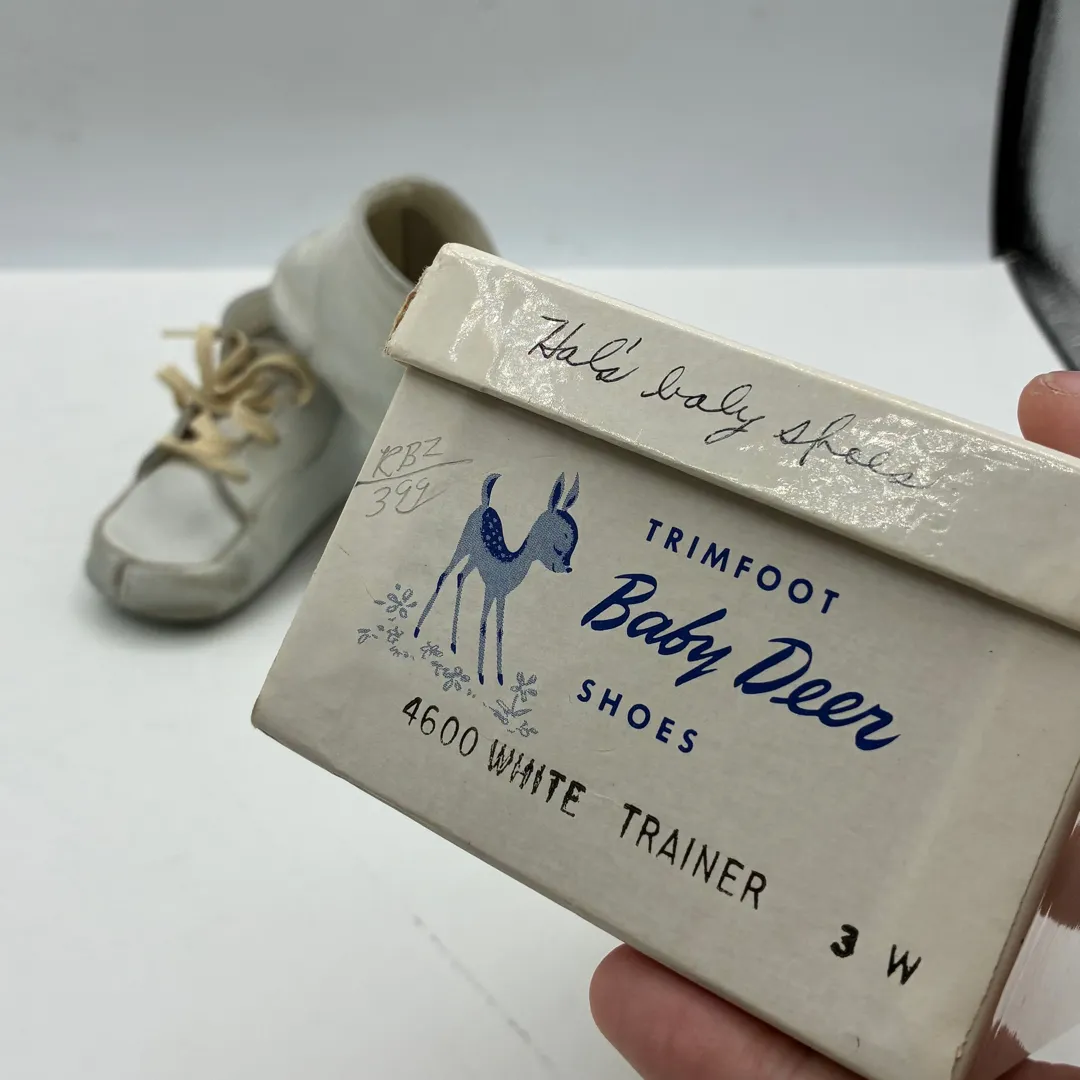 Hal's baby shoes
RBZ
399
TRIMFOOT
Baby Deer
SHOES
4600 WHITE TRAINER 3 W